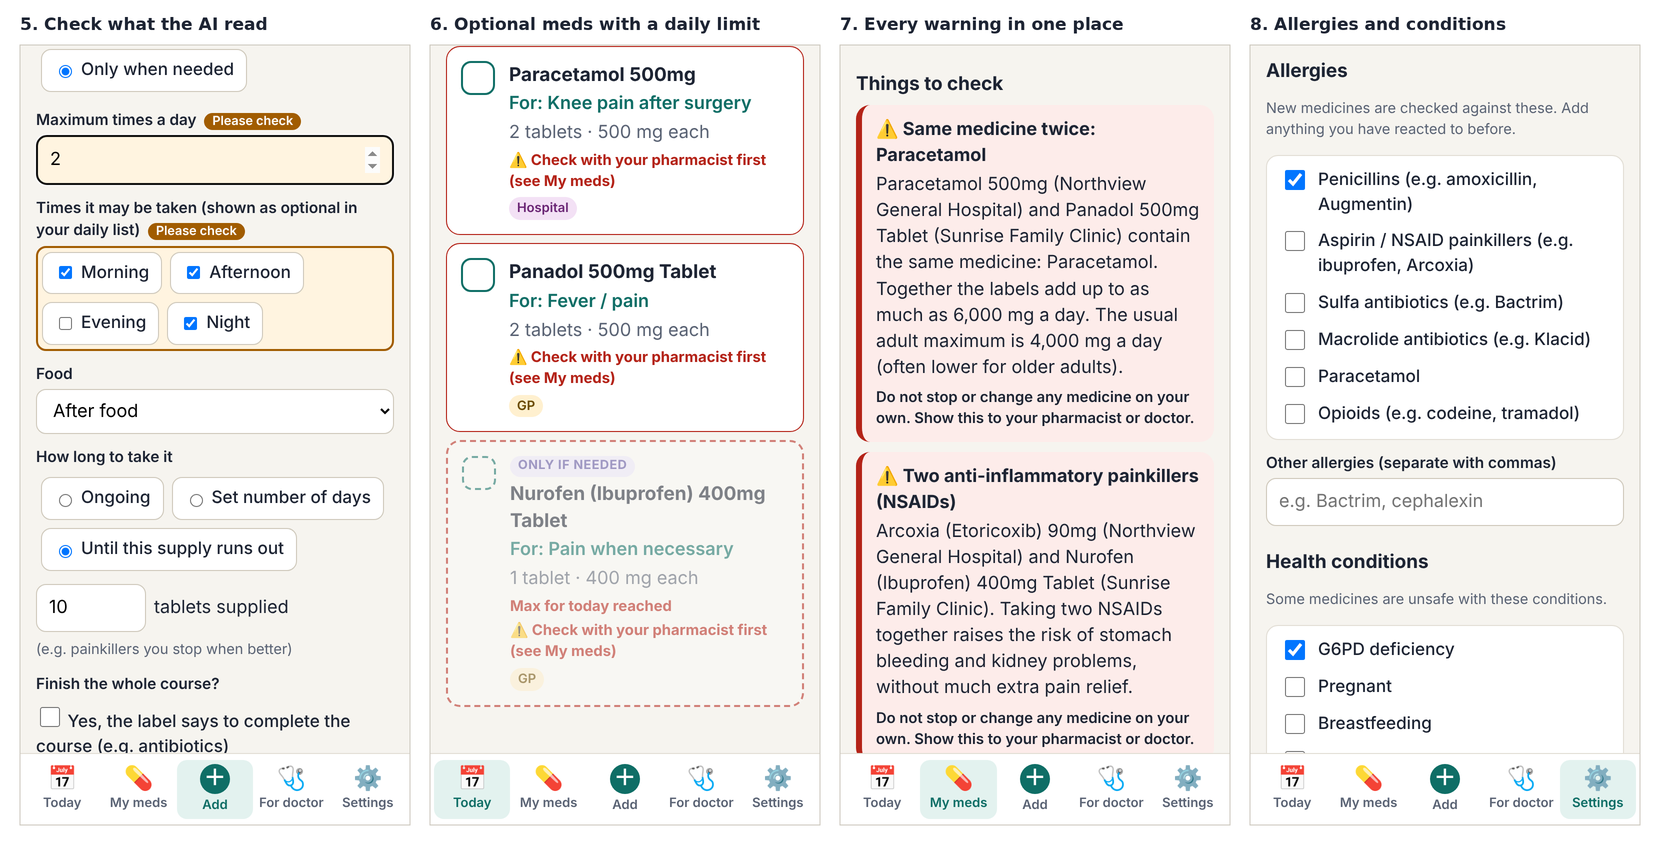 5. Check what the AI read
Only when needed
Maximum times a day Please check
2
Times it may be taken (shown as optional in
your daily list) Please check
Morning Afternoon
Evening Night
Food
After food
How long to take it
Ongoing Set number of days
Until this supply runs out
10 tablets supplied
(e.g. painkillers you stop when better)
Finish the whole course?
Yes, the label says to complete the
course (e.g. antibiotics)
July
17
Today My meds Add For doctor Settings
6. Optional meds with a daily limit
Paracetamol 500mg
For: Knee pain after surgery
2 tablets · 500 mg each
⚠️ Check with your pharmacist first
(see My meds)
Hospital
Panadol 500mg Tablet
For: Fever / pain
2 tablets · 500 mg each
⚠️ Check with your pharmacist first
(see My meds)
GP
ONLY IF NEEDED
Nurofen (Ibuprofen) 400mg
Tablet
For: Pain when necessary
1 tablet · 400 mg each
Max for today reached
⚠️ Check with your pharmacist first
(see My meds)
GP
July
17
Today My meds Add For doctor Settings
7. Every warning in one place
Things to check
⚠️ Same medicine twice:
Paracetamol
Paracetamol 500mg (Northview
General Hospital) and Panadol 500mg
Tablet (Sunrise Family Clinic) contain
the same medicine: Paracetamol.
Together the labels add up to as
much as 6,000 mg a day. The usual
adult maximum is 4,000 mg a day
(often lower for older adults).
Do not stop or change any medicine on your
own. Show this to your pharmacist or doctor.
⚠️ Two anti-inflammatory painkillers
(NSAIDs)
Arcoxia (Etoricoxib) 90mg (Northview
General Hospital) and Nurofen
(Ibuprofen) 400mg Tablet (Sunrise
Family Clinic). Taking two NSAIDs
together raises the risk of stomach
bleeding and kidney problems,
without much extra pain relief.
Do not stop or change any medicine on your
own. Show this to your pharmacist or doctor.
July
17
Today My meds Add For doctor Settings
8. Allergies and conditions
Allergies
New medicines are checked against these. Add
anything you have reacted to before.
Penicillins (e.g. amoxicillin,
Augmentin)
Aspirin / NSAID painkillers (e.g.
ibuprofen, Arcoxia)
Sulfa antibiotics (e.g. Bactrim)
Macrolide antibiotics (e.g. Klacid)
Paracetamol
Opioids (e.g. codeine, tramadol)
Other allergies (separate with commas)
e.g. Bactrim, cephalexin
Health conditions
Some medicines are unsafe with these conditions.
G6PD deficiency
Pregnant
Breastfeeding
July
17
Today My meds Add For doctor Settings